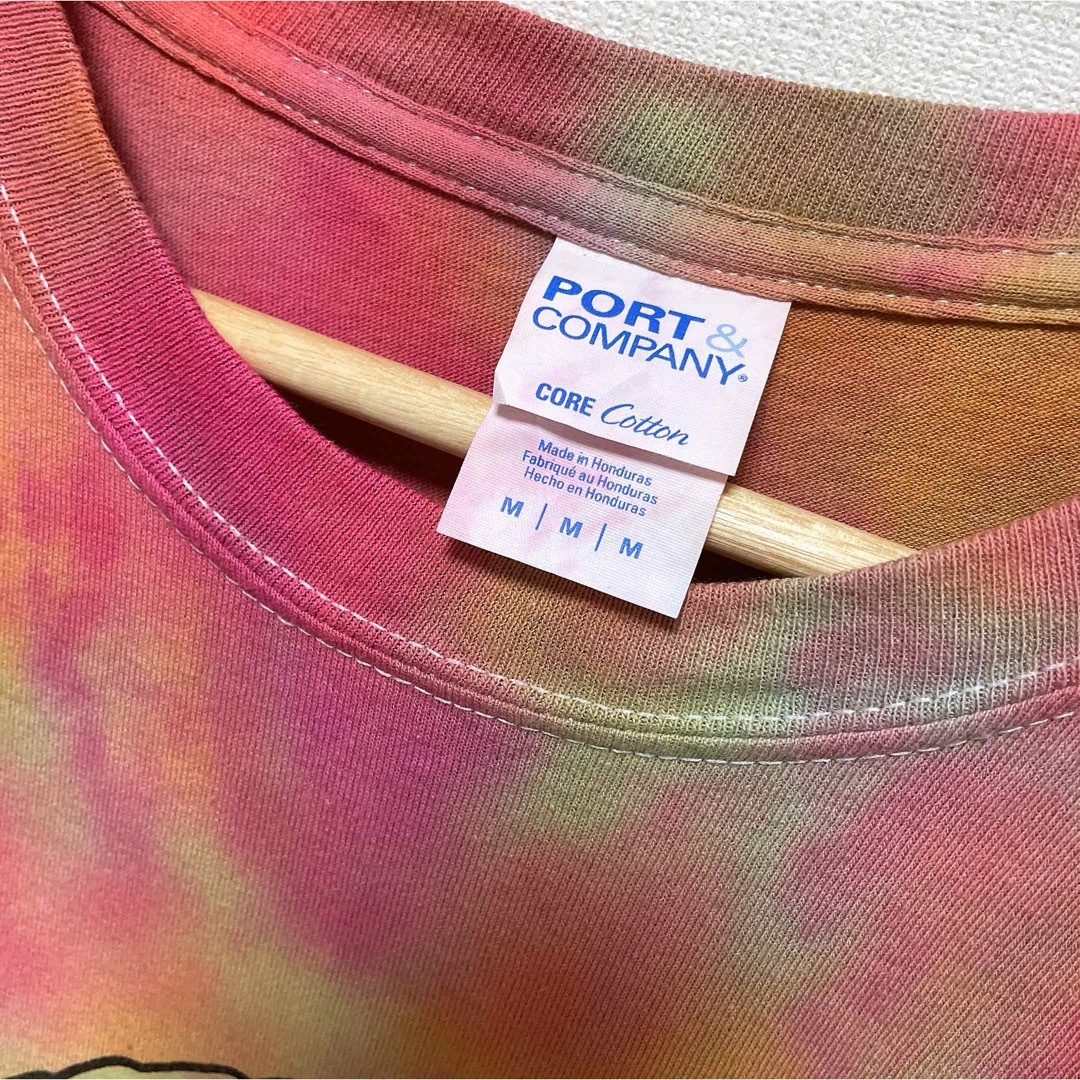 PORT &
COMPANY®
CORE Cotton
Made in Honduras
Fabriqué au Honduras
Hecho en Honduras
M | M | M